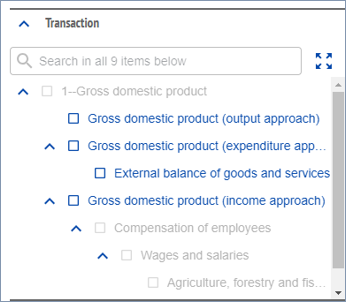 Transaction
Search in all 9 items below
1--Gross domestic product
Gross domestic product (output approach)
Gross domestic product (expenditure app...
External balance of goods and services
Gross domestic product (income approach)
Compensation of employees
Wages and salaries
Agriculture, forestry and fis...